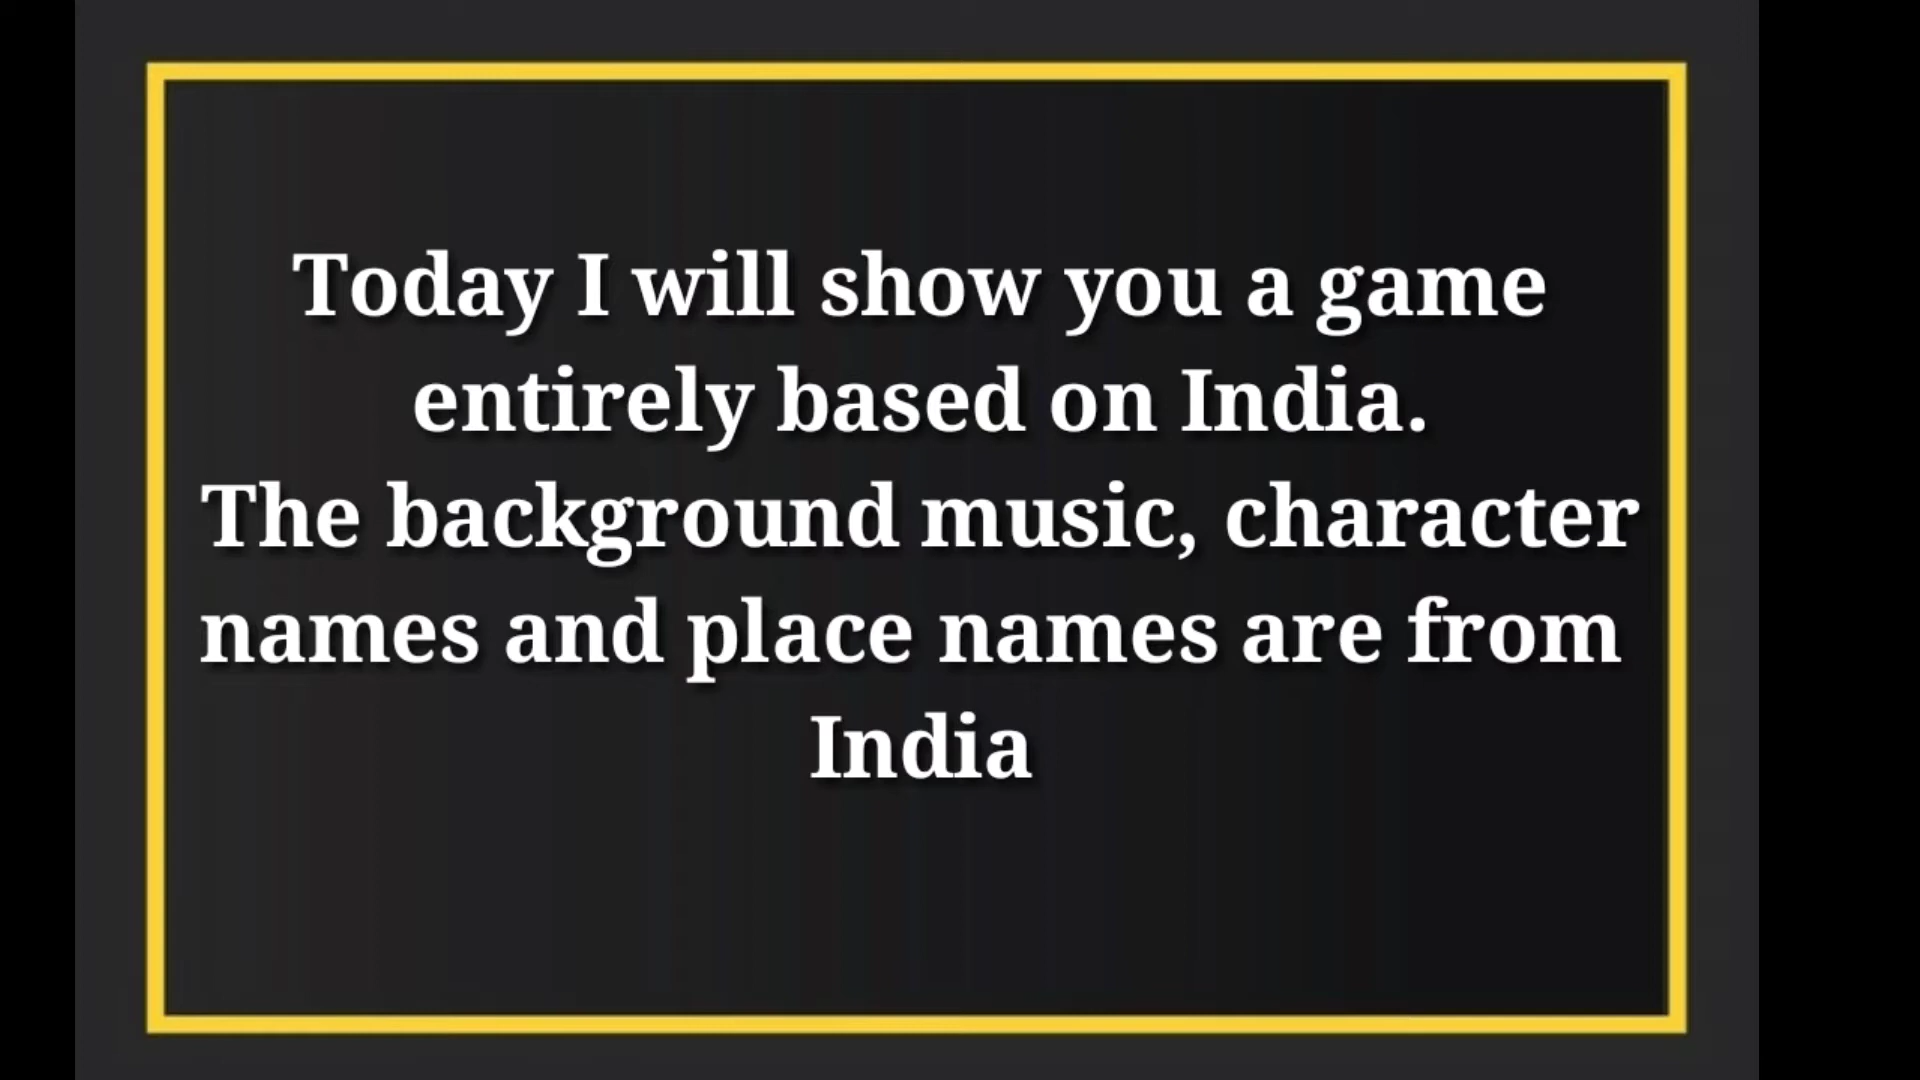 Today I will show you a game
entirely based on India.
The background music, character
names and place names are from
India